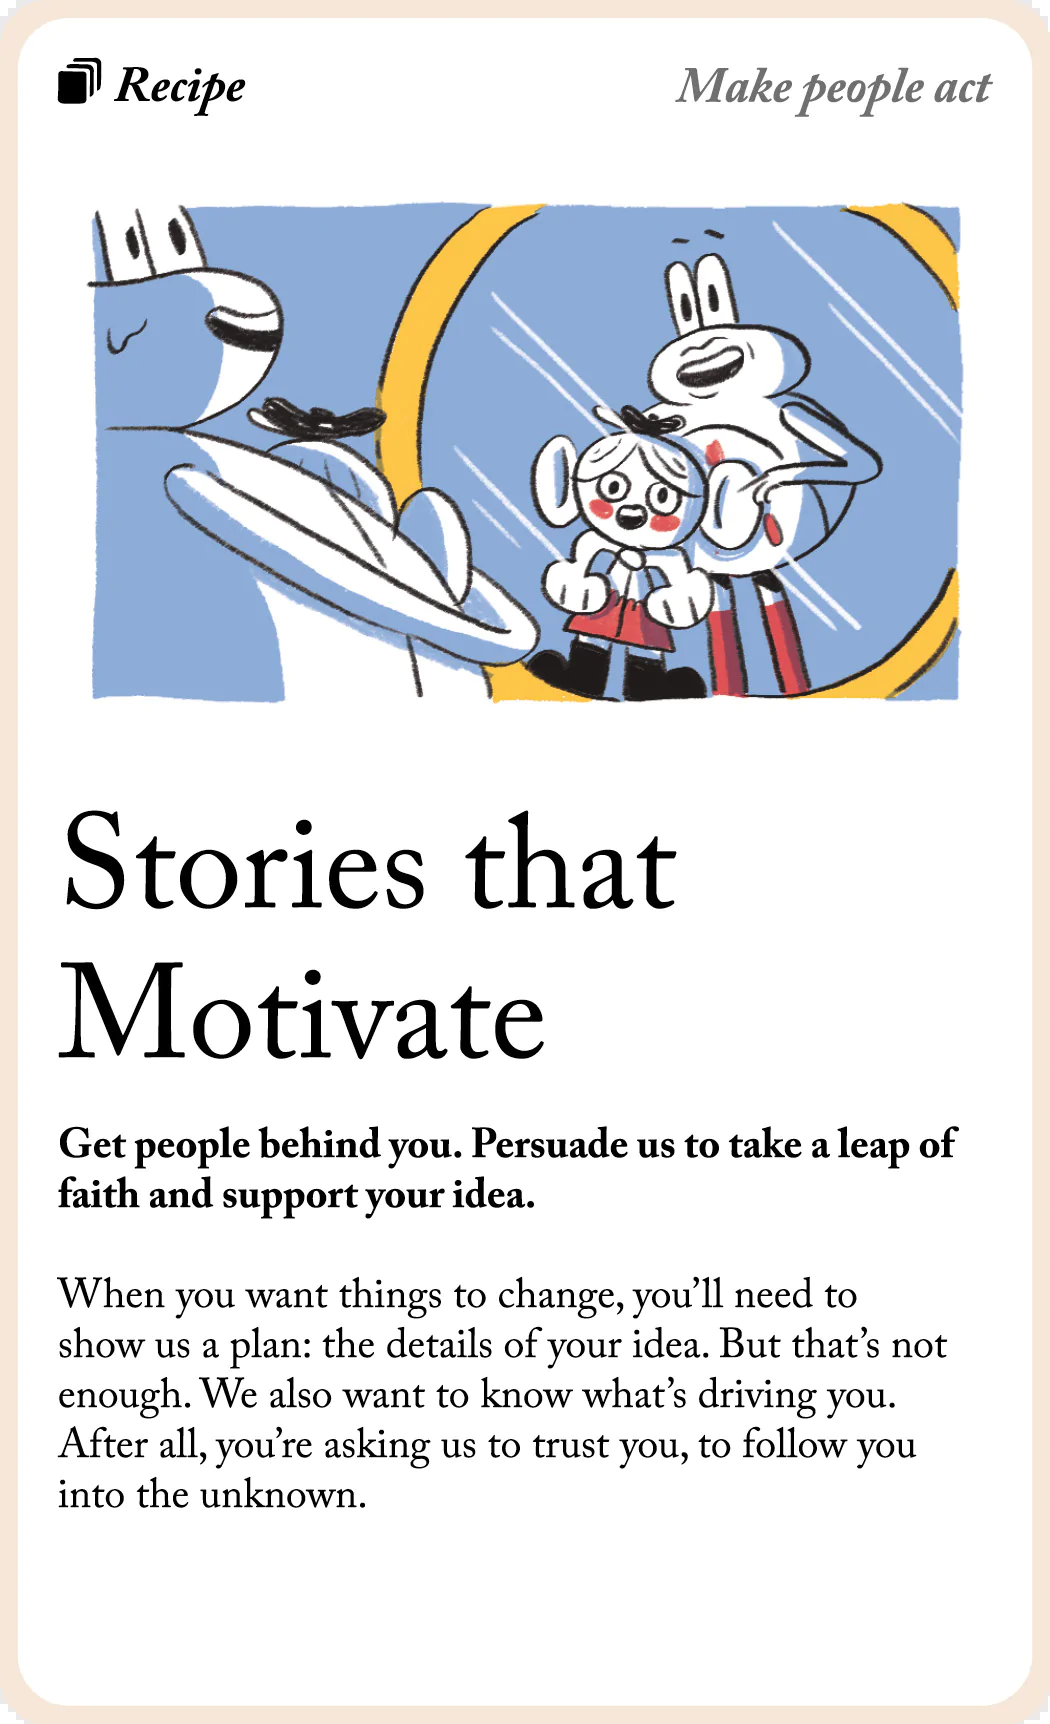 Recipe
Make people act
Stories that
Motivate
Get people behind you. Persuade us to take a leap of
faith and support your idea.
When you want things to change, you’ll need to
show us a plan: the details of your idea. But that’s not
enough. We also want to know what’s driving you.
After all, you’re asking us to trust you, to follow you
into the unknown.